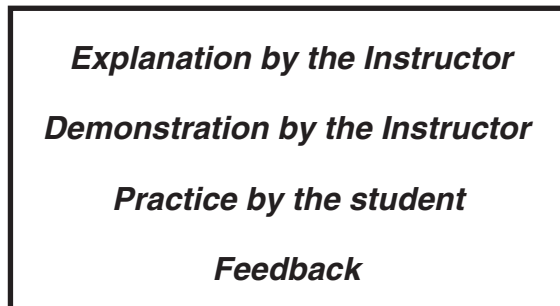 Explanation by the Instructor
Demonstration by the Instructor
Practice by the student
Feedback